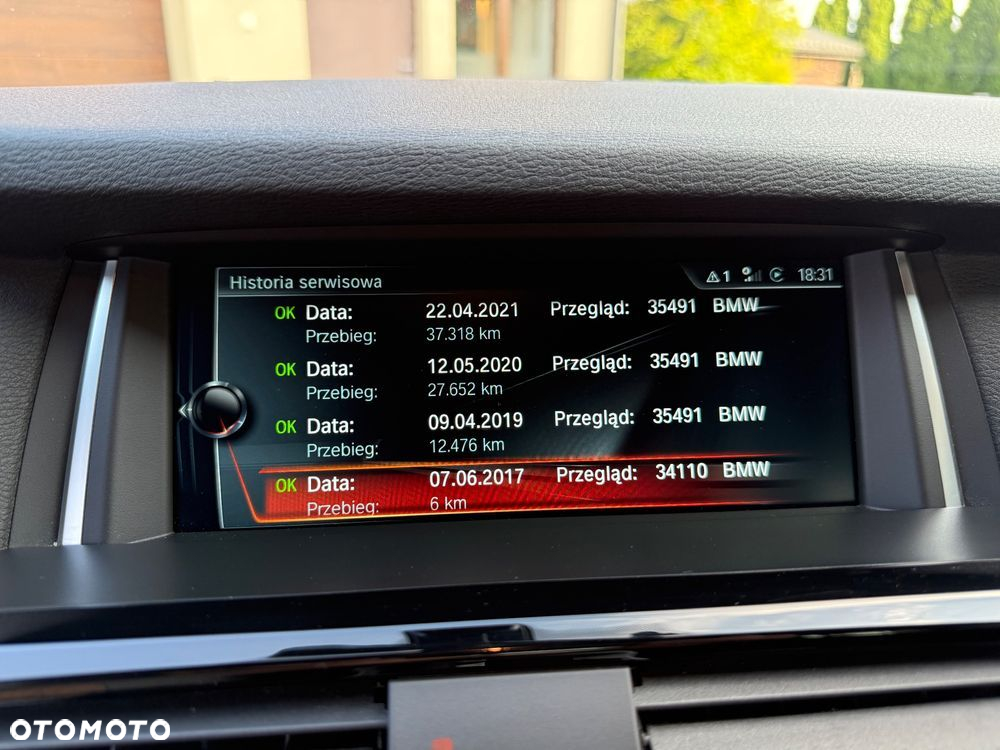 Historia serwisowa 1 18:31
OK Data: 22.04.2021 Przegląd: 35491 BMW
Przebieg: 37.318 km
OK Data: 12.05.2020 Przegląd: 35491 BMW
Przebieg: 27.652 km
OK Data: 09.04.2019 Przegląd: 35491 BMW
Przebieg: 12.476 km
OK Data: 07.06.2017 Przegląd: 34110 BMW
Przebieg: 6 km
OTOMOTO